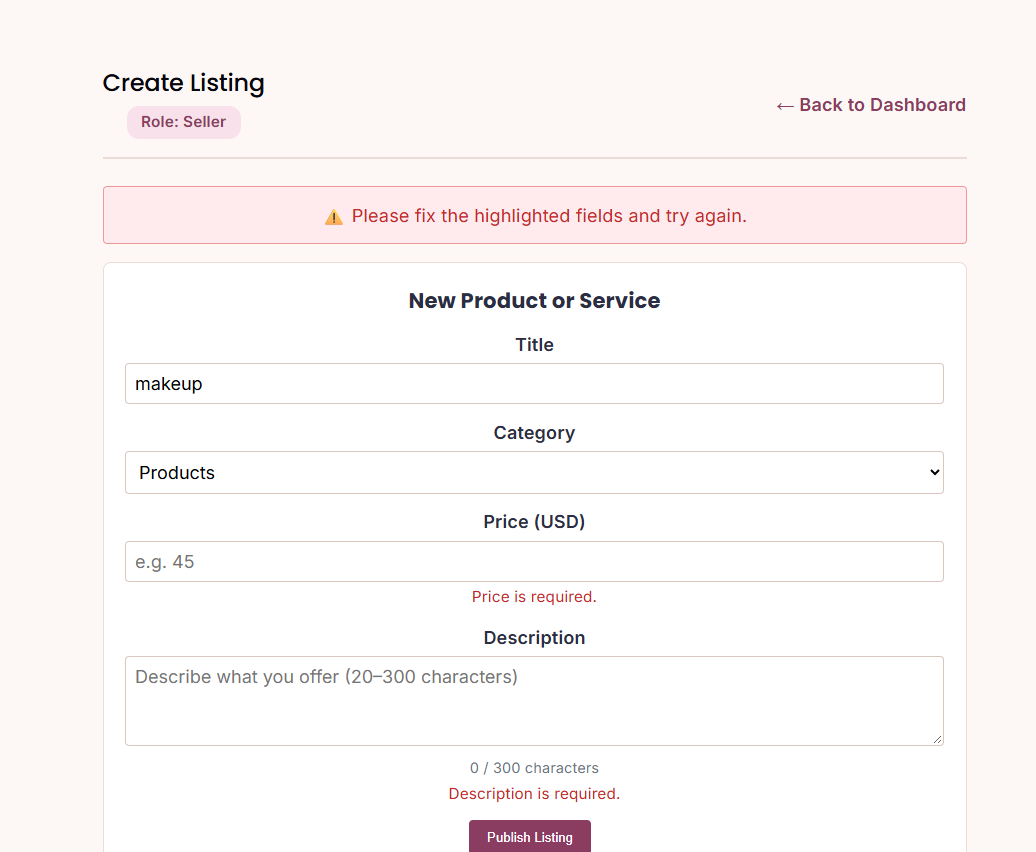 Create Listing
Role: Seller
← Back to Dashboard
⚠️ Please fix the highlighted fields and try again.
New Product or Service
Title
makeup
Category
Products
Price (USD)
e.g. 45
Price is required.
Description
Describe what you offer (20–300 characters)
0 / 300 characters
Description is required.
Publish Listing